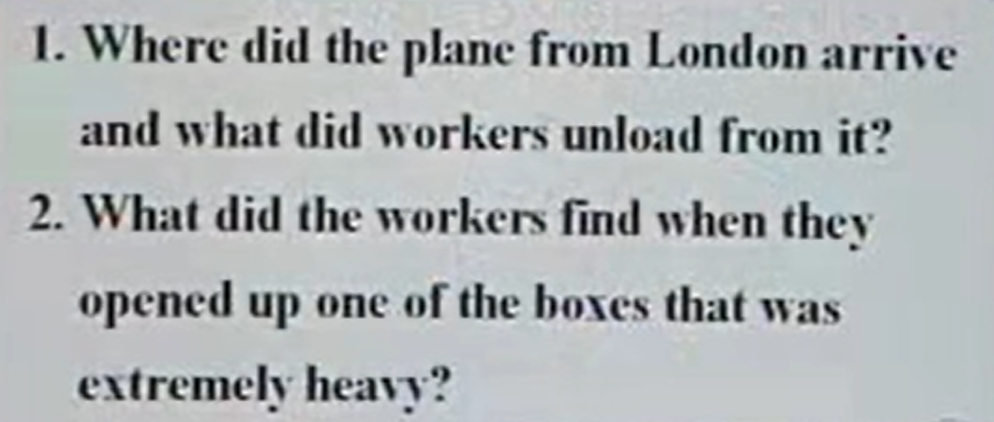 1. Where did the plane from London arrive
and what did workers unload from it?
2. What did the workers find when they
opened up one of the boxes that was
extremely heavy?